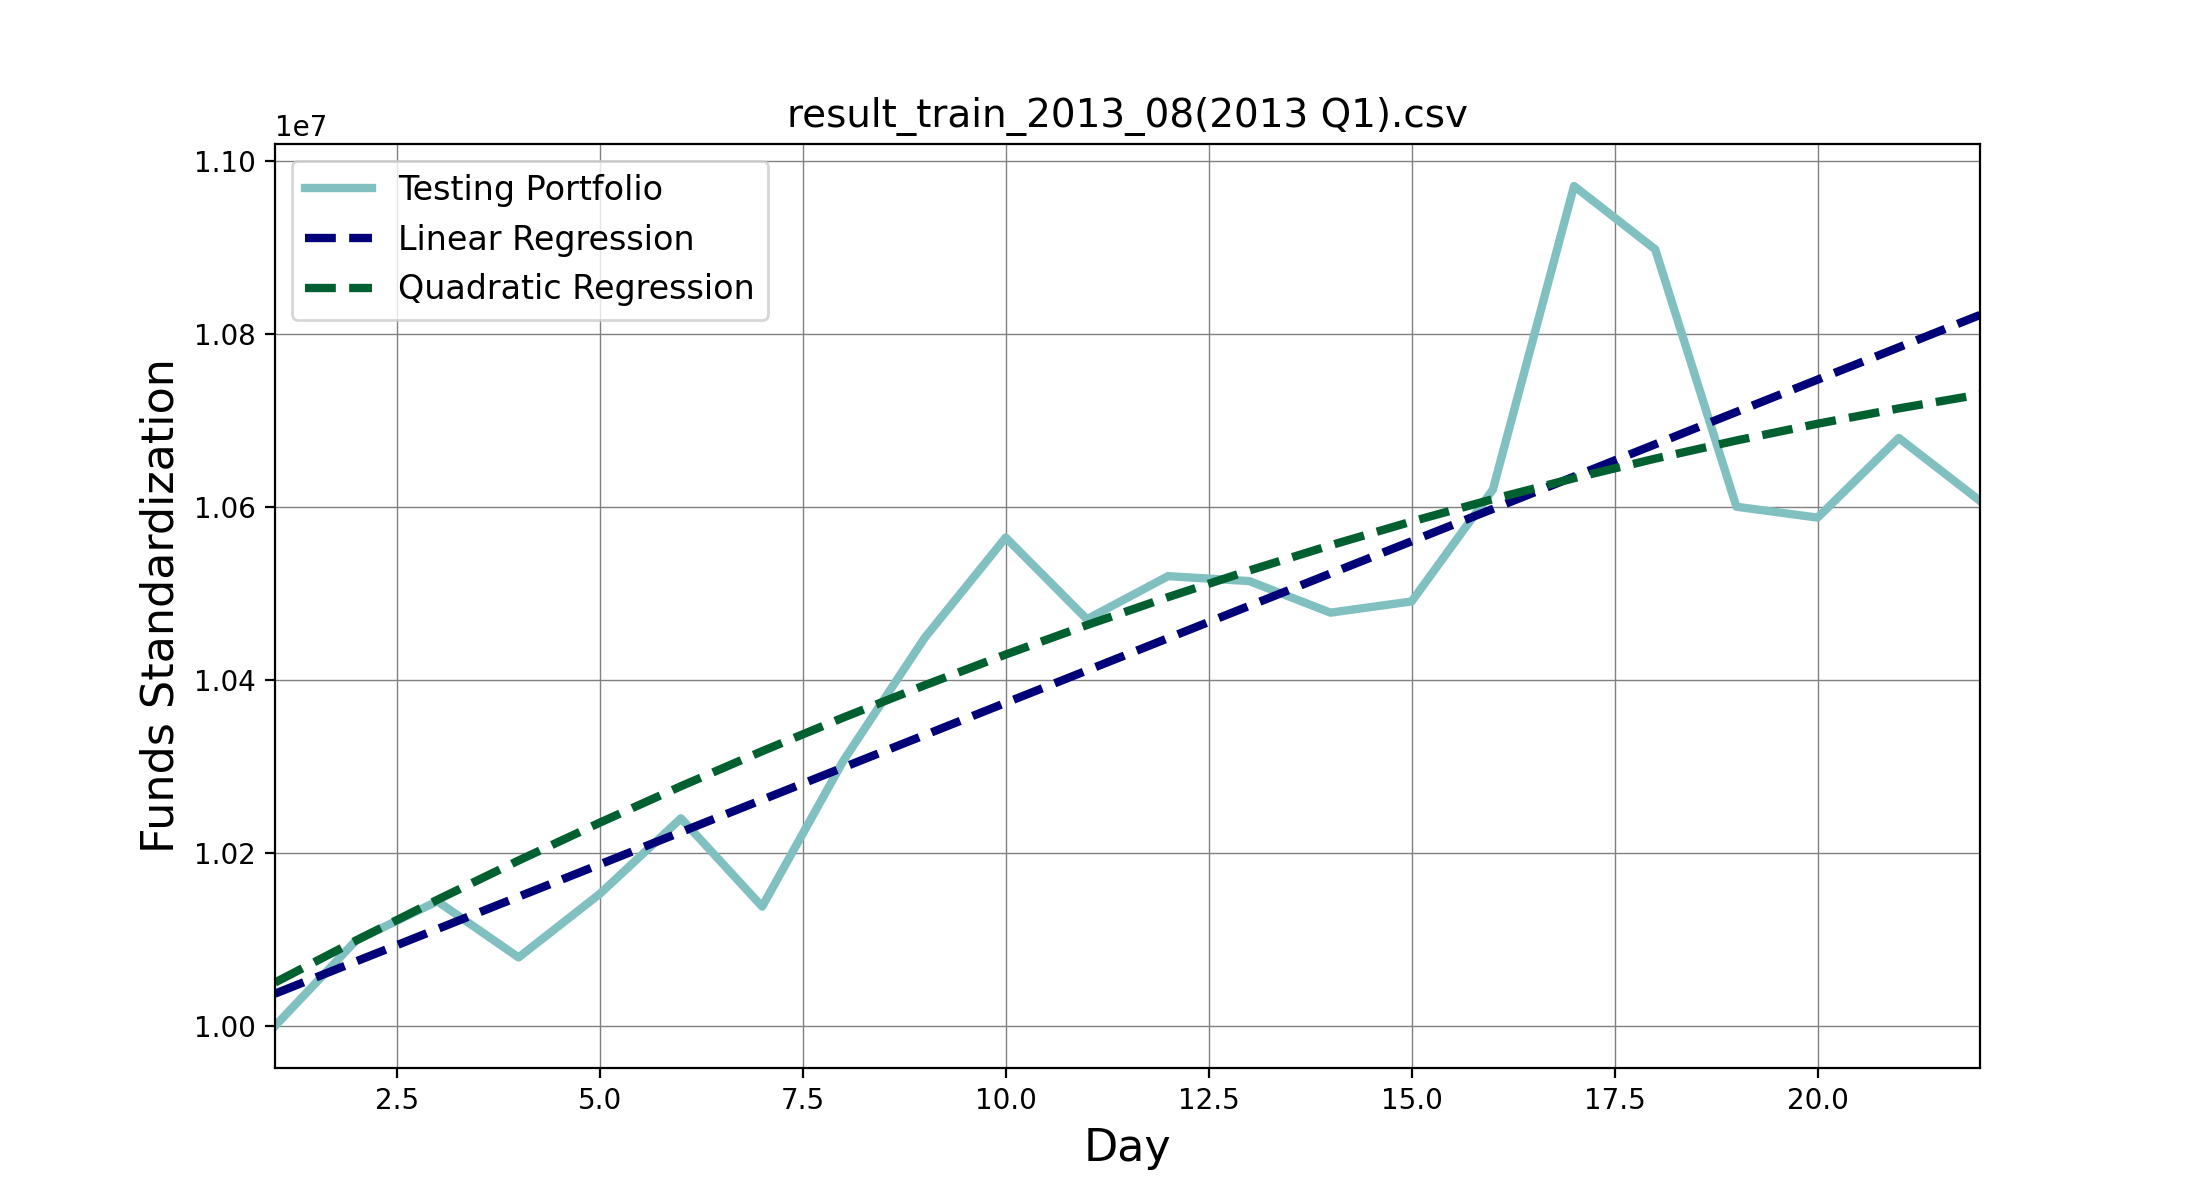 result_train_2013_08(2013 Q1).csv
1e7
Testing Portfolio
Linear Regression
Quadratic Regression
1.10
1.08
1.06
1.04
1.02
1.00
Funds Standardization
2.5 5.0 7.5 10.0 12.5 15.0 17.5 20.0
Day